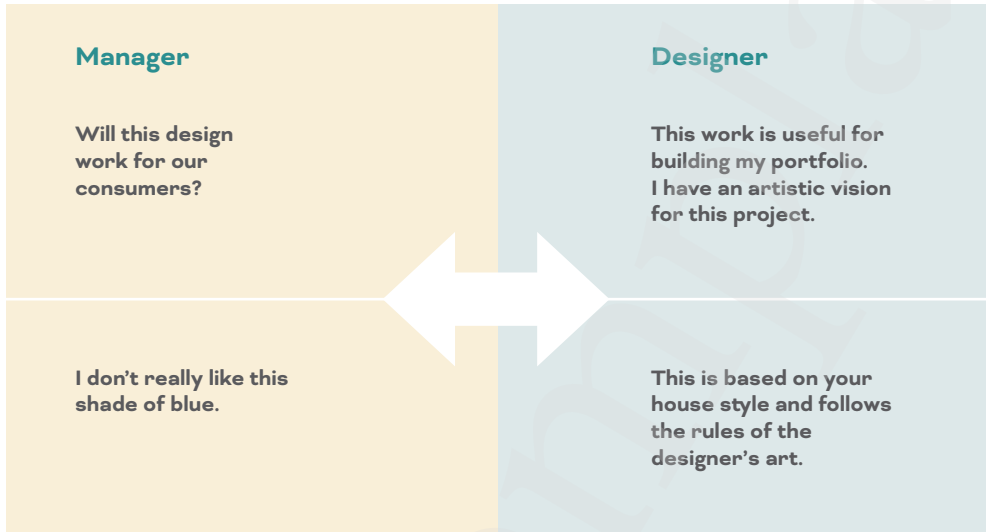 Manager
Designer
Will this design
work for our
consumers?
This work is useful for
building my portfolio.
I have an artistic vision
for this project.
I don’t really like this
shade of blue.
This is based on your
house style and follows
the rules of the
designer’s art.